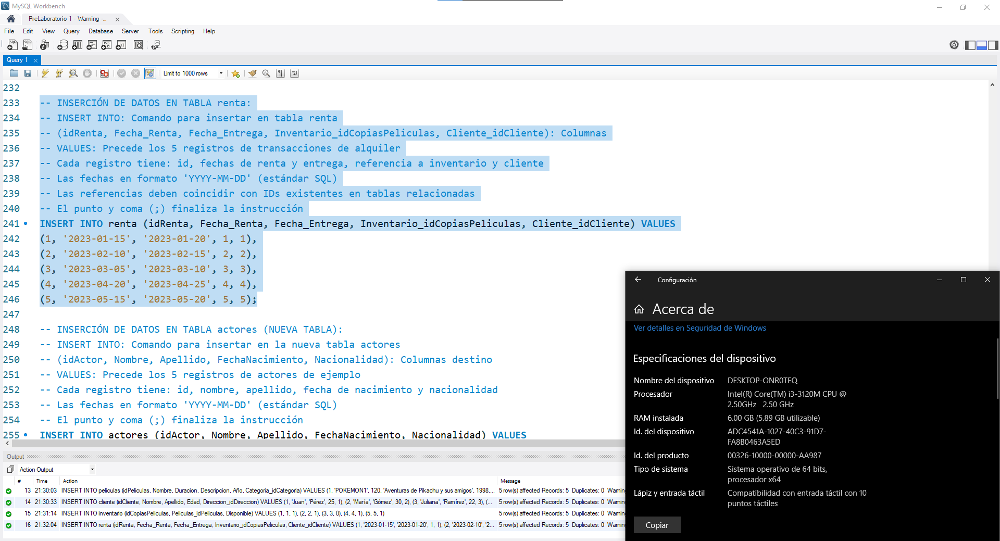 MySQL Workbench
PreLaboratorio 1 - Warning -...
File Edit View Query Database Server Tools Scripting Help
Query 1
Limit to 1000 rows
232
233 -- INSERCIÓN DE DATOS EN TABLA renta:
234 -- INSERT INTO: Comando para insertar en tabla renta
235 -- (idRenta, Fecha_Renta, Fecha_Entrega, Inventario_idCopiasPeliculas, Cliente_idCliente): Columnas
236 -- VALUES: Precede los 5 registros de transacciones de alquiler
237 -- Cada registro tiene: id, fechas de renta y entrega, referencia a inventario y cliente
238 -- Las fechas en formato 'YYYY-MM-DD' (estándar SQL)
239 -- Las referencias deben coincidir con IDs existentes en tablas relacionadas
240 -- El punto y coma (;) finaliza la instrucción
241 INSERT INTO renta (idRenta, Fecha_Renta, Fecha_Entrega, Inventario_idCopiasPeliculas, Cliente_idCliente) VALUES
242 (1, '2023-01-15', '2023-01-20', 1, 1),
243 (2, '2023-02-10', '2023-02-15', 2, 2),
244 (3, '2023-03-05', '2023-03-10', 3, 3),
245 (4, '2023-04-20', '2023-04-25', 4, 4),
246 (5, '2023-05-15', '2023-05-20', 5, 5);
247
248 -- INSERCIÓN DE DATOS EN TABLA actores (NUEVA TABLA):
249 -- INSERT INTO: Comando para insertar en la nueva tabla actores
250 -- (idActor, Nombre, Apellido, FechaNacimiento, Nacionalidad): Columnas destino
251 -- VALUES: Precede los 5 registros de actores de ejemplo
252 -- Cada registro tiene: id, nombre, apellido, fecha de nacimiento y nacionalidad
253 -- Las fechas en formato 'YYYY-MM-DD' (estándar SQL)
254 -- El punto y coma (;) finaliza la instrucción
255 INSERT INTO actores (idActor, Nombre, Apellido, FechaNacimiento, Nacionalidad) VALUES
Output
Action Output
# Time Action Message
13 21:30:03 INSERT INTO peliculas (idPeliculas, Nombre, Duracion, Descripcion, Año, Categoria_idCategoria) VALUES (1, 'POKEMON1', 120, 'Aventuras de Pikachu y sus amigos', 1998,... 5 row(s) affected Records: 5 Duplicates: 0 Warnin
14 21:30:33 INSERT INTO cliente (idCliente, Nombre, Apellido, Edad, Direccion_idDireccion) VALUES (1, 'Juan', 'Pérez', 25, 1), (2, 'María', 'Gómez', 30, 2), (3, 'Juliana', 'Ramírez', 22, 3), (... 5 row(s) affected Records: 5 Duplicates: 0 Warnin
15 21:31:14 INSERT INTO inventario (idCopiasPeliculas, Peliculas_idPeliculas, Disponible) VALUES (1, 1, 1), (2, 2, 1), (3, 3, 0), (4, 4, 1), (5, 5, 1) 5 row(s) affected Records: 5 Duplicates: 0 Warnin
16 21:32:04 INSERT INTO renta (idRenta, Fecha_Renta, Fecha_Entrega, Inventario_idCopiasPeliculas, Cliente_idCliente) VALUES (1, '2023-01-15', '2023-01-20', 1, 1), (2, '2023-02-10', '2... 5 row(s) affected Records: 5 Duplicates: 0 Warnin
Configuración
Acerca de
Ver detalles en Seguridad de Windows
Especificaciones del dispositivo
Nombre del dispositivo DESKTOP-ONR0TEQ
Procesador Intel(R) Core(TM) i3-3120M CPU @
2.50GHz 2.50 GHz
RAM instalada 6.00 GB (5.89 GB utilizable)
Id. del dispositivo ADC4541A-1027-40C3-91D7-
FA8B0463A5ED
Id. del producto 00326-10000-00000-AA987
Tipo de sistema Sistema operativo de 64 bits,
procesador x64
Lápiz y entrada táctil Compatibilidad con entrada táctil con 10
puntos táctiles
Copiar